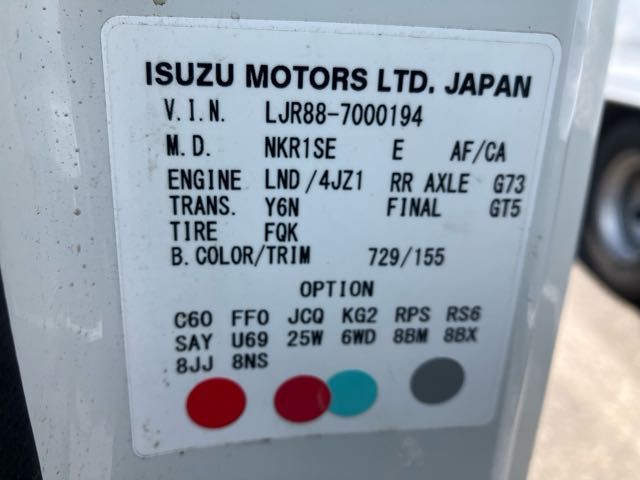 ISUZU MOTORS LTD. JAPAN
V.I.N. LJR88-7000194
M.D. NKR1SE E AF/CA
ENGINE LND/4JZ1 RR AXLE G73
TRANS. Y6N FINAL GT5
TIRE FQK
B.COLOR/TRIM 729/155
OPTION
C60 FF0 JCQ KG2 RPS RS6
SAY U69 25W 6WD 8BM 8BX
8JJ 8NS